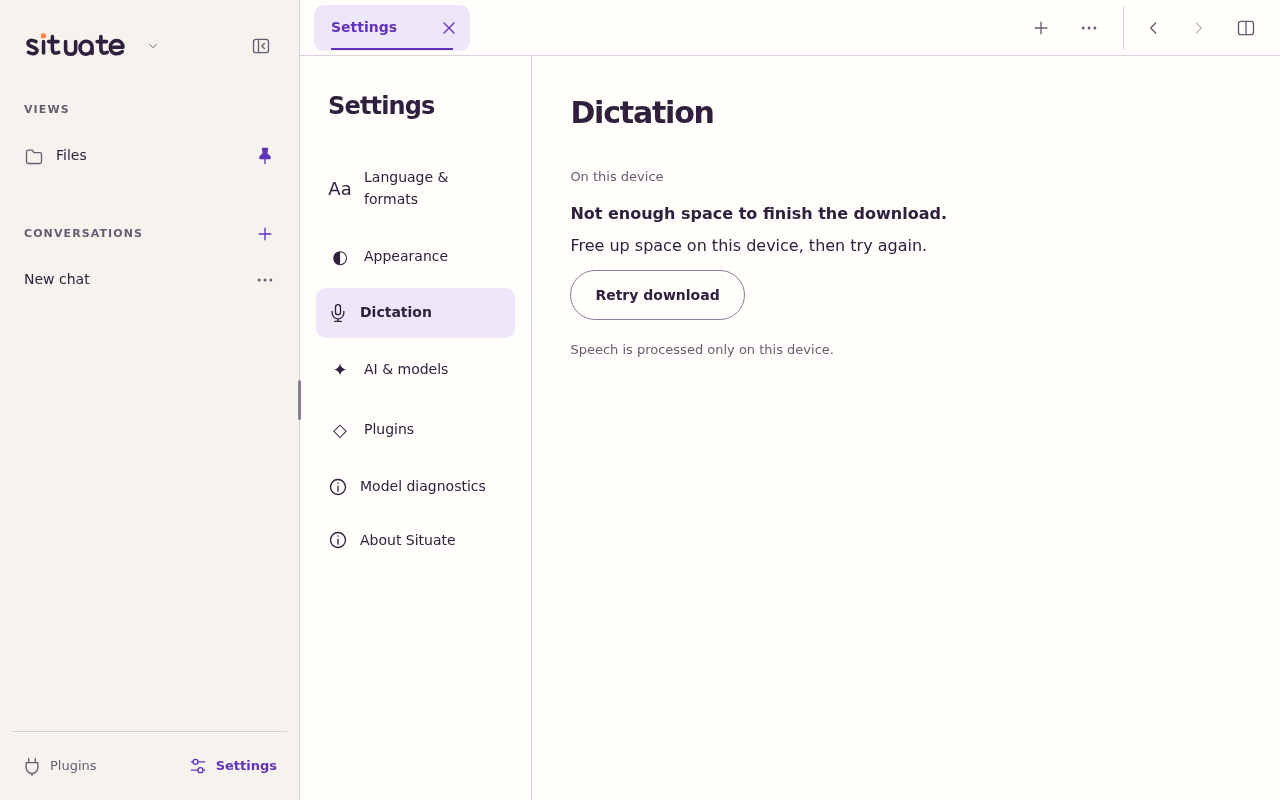 situate
VIEWS
Files
CONVERSATIONS
New chat
Plugins
Settings
Settings
Settings
Aa
Language &
formats
Appearance
Dictation
AI & models
Plugins
Model diagnostics
About Situate
Dictation
On this device
Not enough space to finish the download.
Free up space on this device, then try again.
Retry download
Speech is processed only on this device.